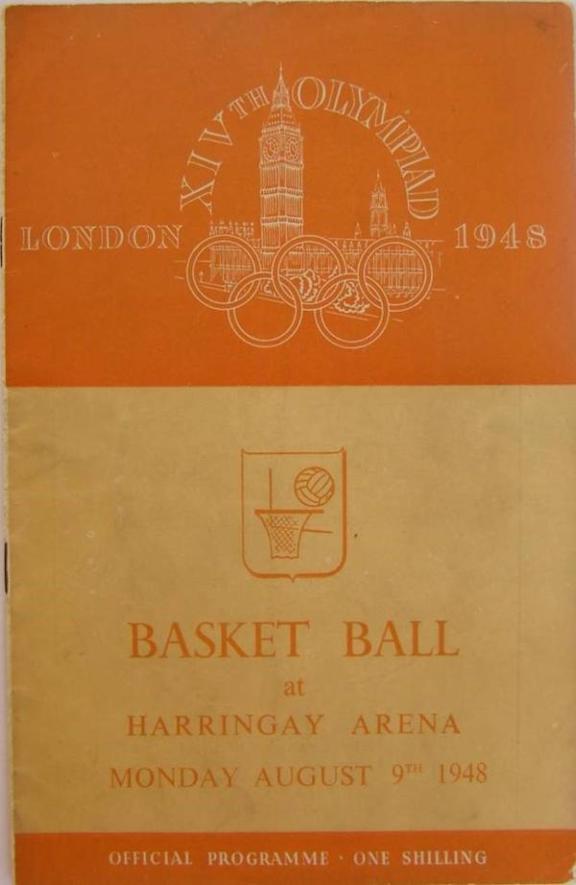 XIVTH OLYMPIAD
LONDON 1948
BASKET BALL
at
HARRINGAY ARENA
MONDAY AUGUST 9TH 1948
OFFICIAL PROGRAMME · ONE SHILLING